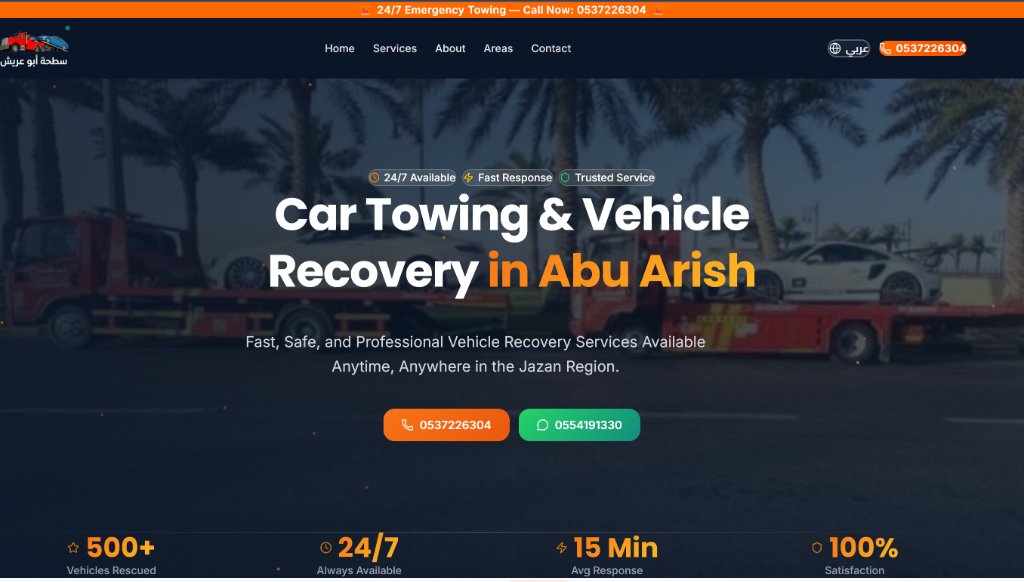 24/7 Emergency Towing — Call Now: 0537226304
سطحة أبو عريش
Home Services About Areas Contact
عربي 0537226304
24/7 Available Fast Response Trusted Service
Car Towing & Vehicle
Recovery in Abu Arish
Fast, Safe, and Professional Vehicle Recovery Services Available
Anytime, Anywhere in the Jazan Region.
0537226304 0554191330
500+ 24/7 15 Min 100%
Vehicles Rescued Always Available Avg Response Satisfaction